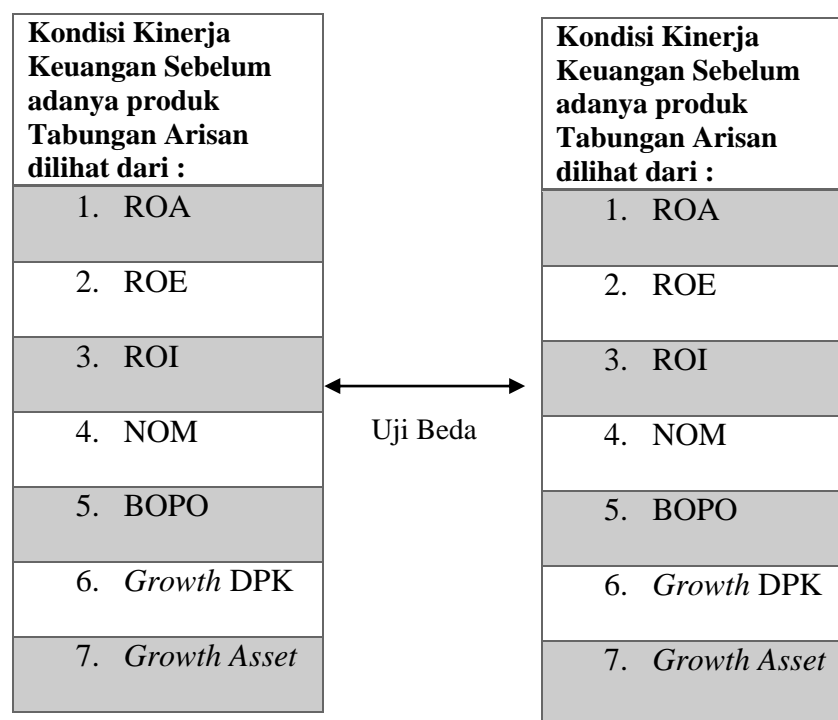 Kondisi Kinerja
Keuangan Sebelum
adanya produk
Tabungan Arisan
dilihat dari :
1. ROA
2. ROE
3. ROI
4. NOM
5. BOPO
6. Growth DPK
7. Growth Asset
Uji Beda
Kondisi Kinerja
Keuangan Sebelum
adanya produk
Tabungan Arisan
dilihat dari :
1. ROA
2. ROE
3. ROI
4. NOM
5. BOPO
6. Growth DPK
7. Growth Asset